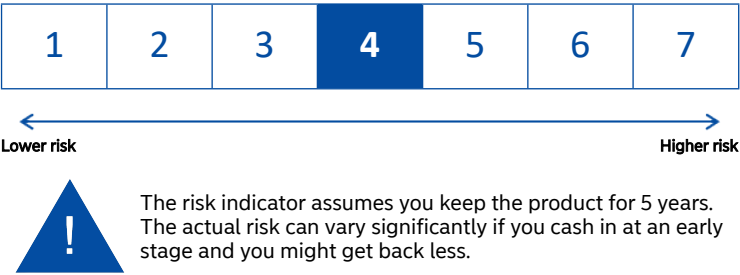 1 2 3 4 5 6 7
Lower risk Higher risk
!
The risk indicator assumes you keep the product for 5 years.
The actual risk can vary significantly if you cash in at an early
stage and you might get back less.